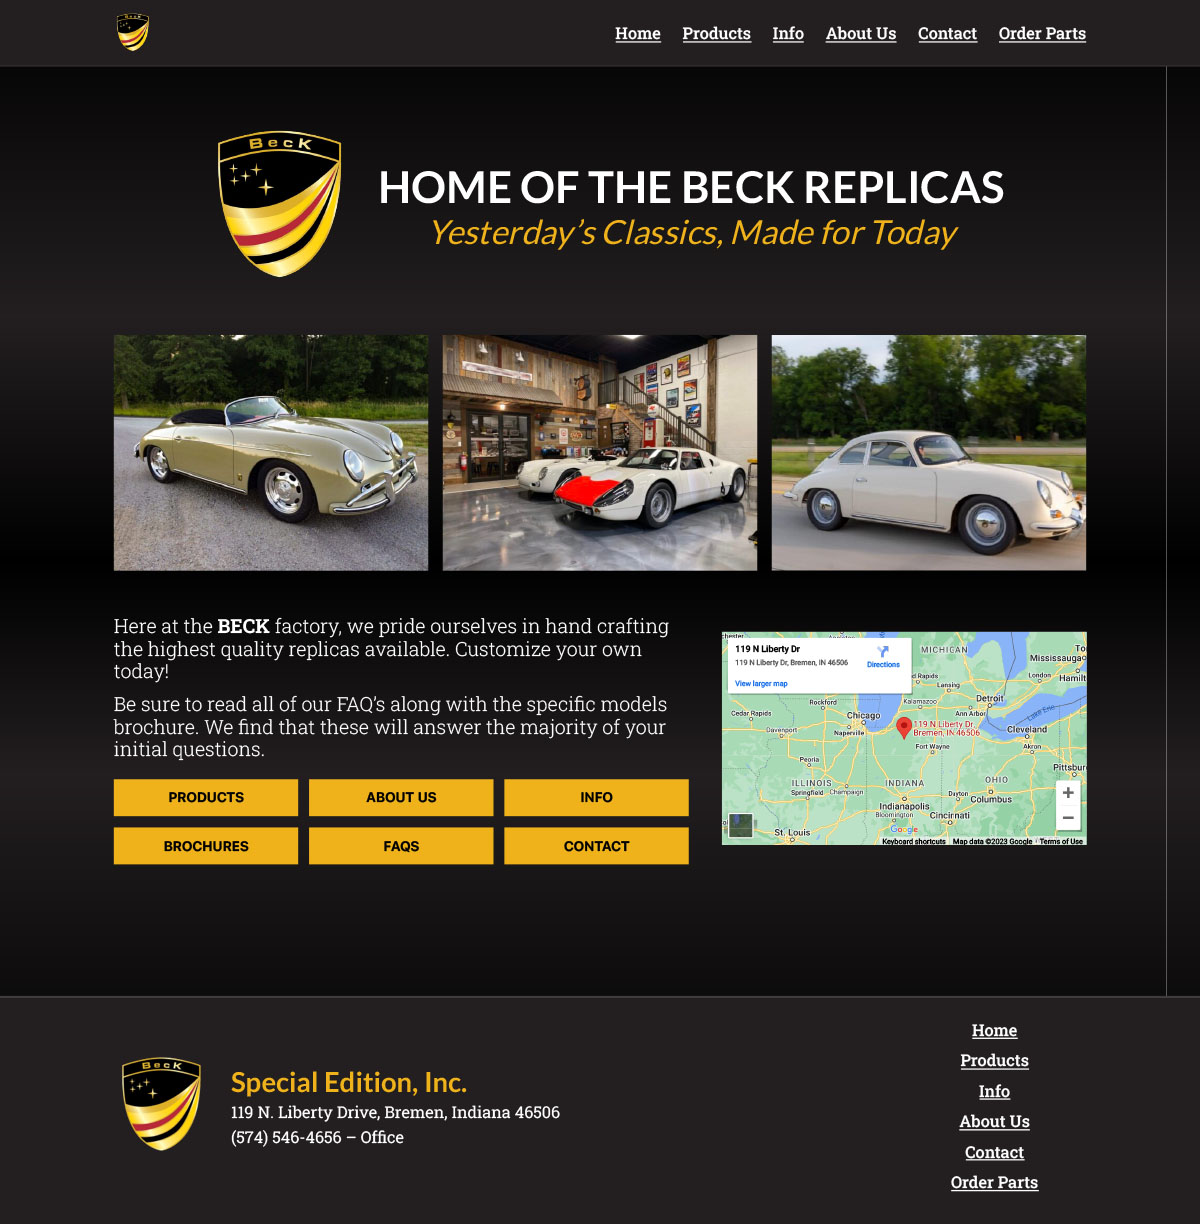 Beck
Home Products Info About Us Contact Order Parts
Beck
HOME OF THE BECK REPLICAS
Yesterday's Classics, Made for Today
Here at the BECK factory, we pride ourselves in hand crafting
the highest quality replicas available. Customize your own
today!
Be sure to read all of our FAQ's along with the specific models
brochure. We find that these will answer the majority of your
initial questions.
PRODUCTS ABOUT US INFO
BROCHURES FAQS CONTACT
119 N Liberty Dr
119 N Liberty Dr, Bremen, IN 46506
Directions
View larger map
MICHIGAN
Mississauga
London
Hamilt
Lansing
Rockford
Kalamazoo
Detroit
Cedar Rapids
Chicago
Ann Arbor
Lake Erie
119 N Liberty Dr,
Bremen, IN 46506
Davenport
Naperville
Cleveland
Fort Wayne
Akron
Peoria
Pittsbur
ILLINOIS
INDIANA
OHIO
Springfield
Champaign
Dayton
Columbus
Indianapolis
Bloomington
Cincinnati
St. Louis
Google
Keyboard shortcuts Map data ©2023 Google Terms of Use
Beck
Special Edition, Inc.
119 N. Liberty Drive, Bremen, Indiana 46506
(574) 546-4656 – Office
Home
Products
Info
About Us
Contact
Order Parts